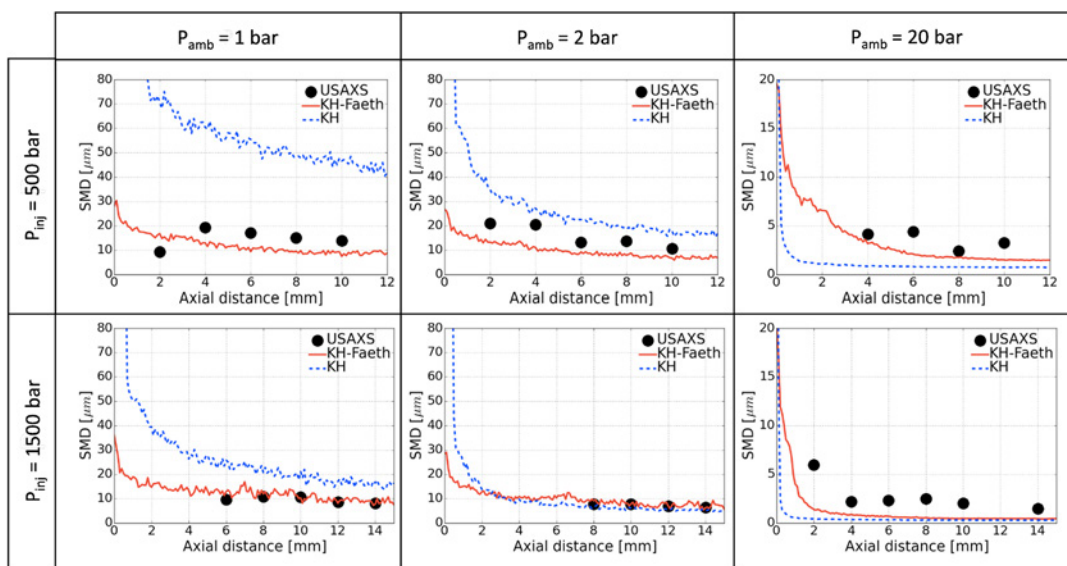 P_amb = 1 bar
P_amb = 2 bar
P_amb = 20 bar
P_inj = 500 bar
80
70
60
50
40
30
20
10
0
SMD [μm]
USAXS
KH-Faeth
KH
2 4 6 8 10 12
Axial distance [mm]
80
70
60
50
40
30
20
10
0
SMD [μm]
USAXS
KH-Faeth
KH
2 4 6 8 10 12
Axial distance [mm]
20
15
10
5
0
SMD [μm]
USAXS
KH-Faeth
KH
0 2 4 6 8 10 12
Axial distance [mm]
P_inj = 1500 bar
80
70
60
50
40
30
20
10
0
SMD [μm]
USAXS
KH-Faeth
KH
0 2 4 6 8 10 12 14
Axial distance [mm]
80
70
60
50
40
30
20
10
0
SMD [μm]
USAXS
KH-Faeth
KH
0 2 4 6 8 10 12 14
Axial distance [mm]
20
15
10
5
0
SMD [μm]
USAXS
KH-Faeth
KH
0 2 4 6 8 10 12 14
Axial distance [mm]